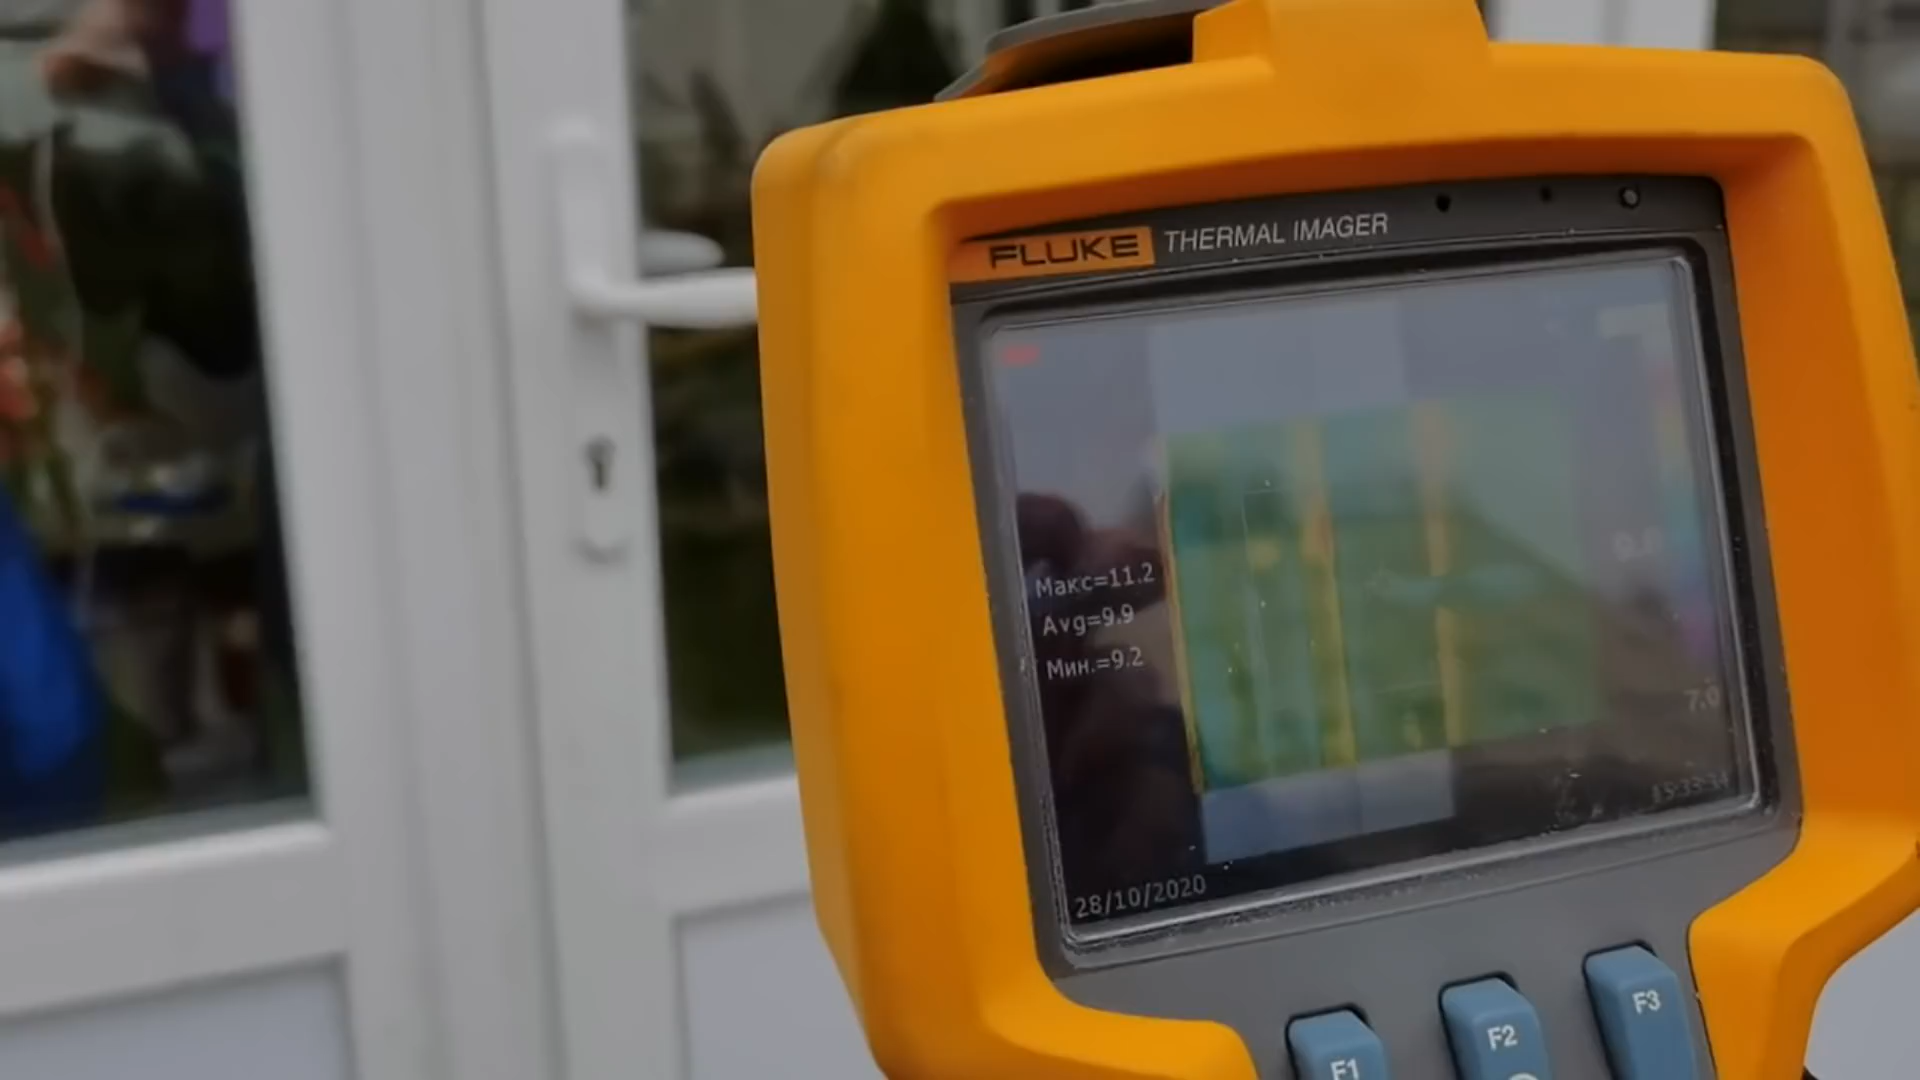 FLUKE THERMAL IMAGER
Макс=11.2
Avg=9.9
Мин.=9.2
7.0
28/10/2020
F1
F2
F3